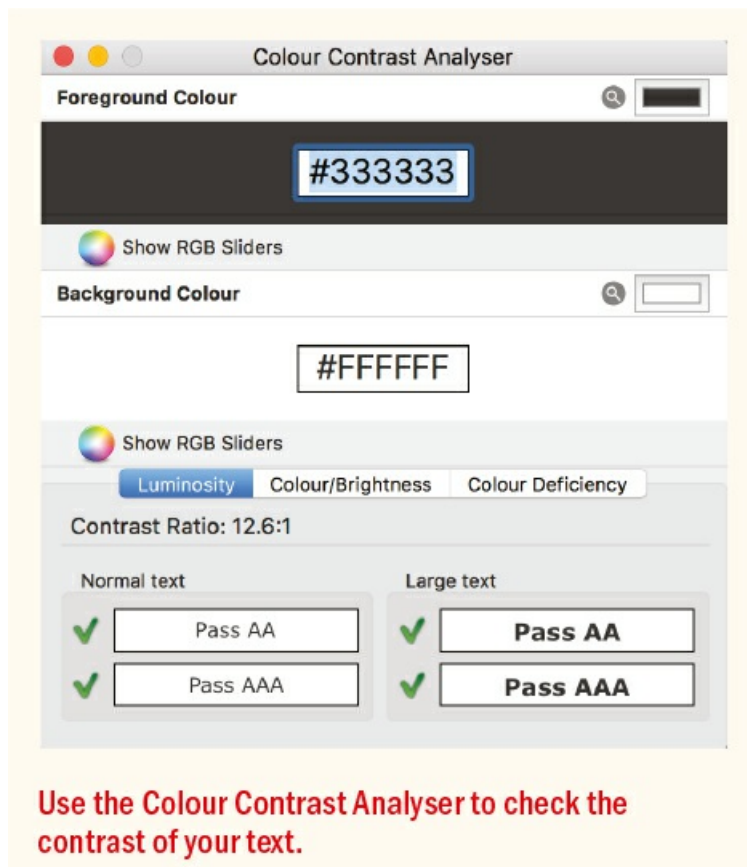 Colour Contrast Analyser
Foreground Colour
#333333
Show RGB Sliders
Background Colour
#FFFFFF
Show RGB Sliders
Luminosity Colour/Brightness Colour Deficiency
Contrast Ratio: 12.6:1
Normal text Large text
Pass AA Pass AA
Pass AAA Pass AAA
Use the Colour Contrast Analyser to check the
contrast of your text.